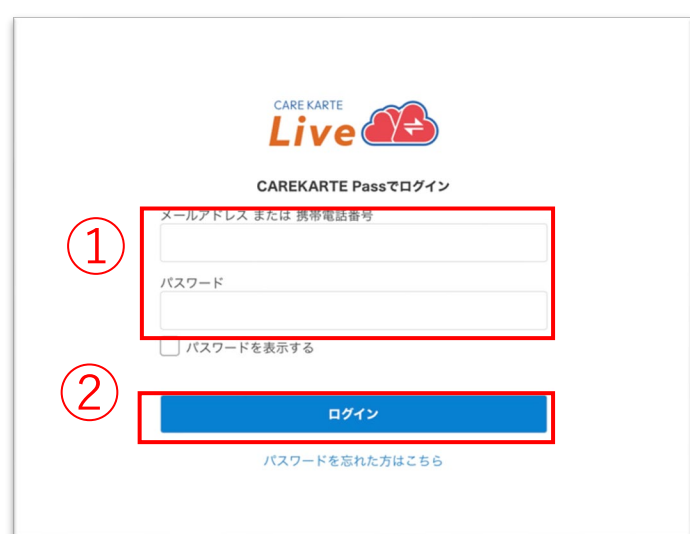 CARE KARTE
Live
CAREKARTE Passでログイン
メールアドレス または 携帯電話番号
①
パスワード
パスワードを表示する
②
ログイン
パスワードを忘れた方はこちら